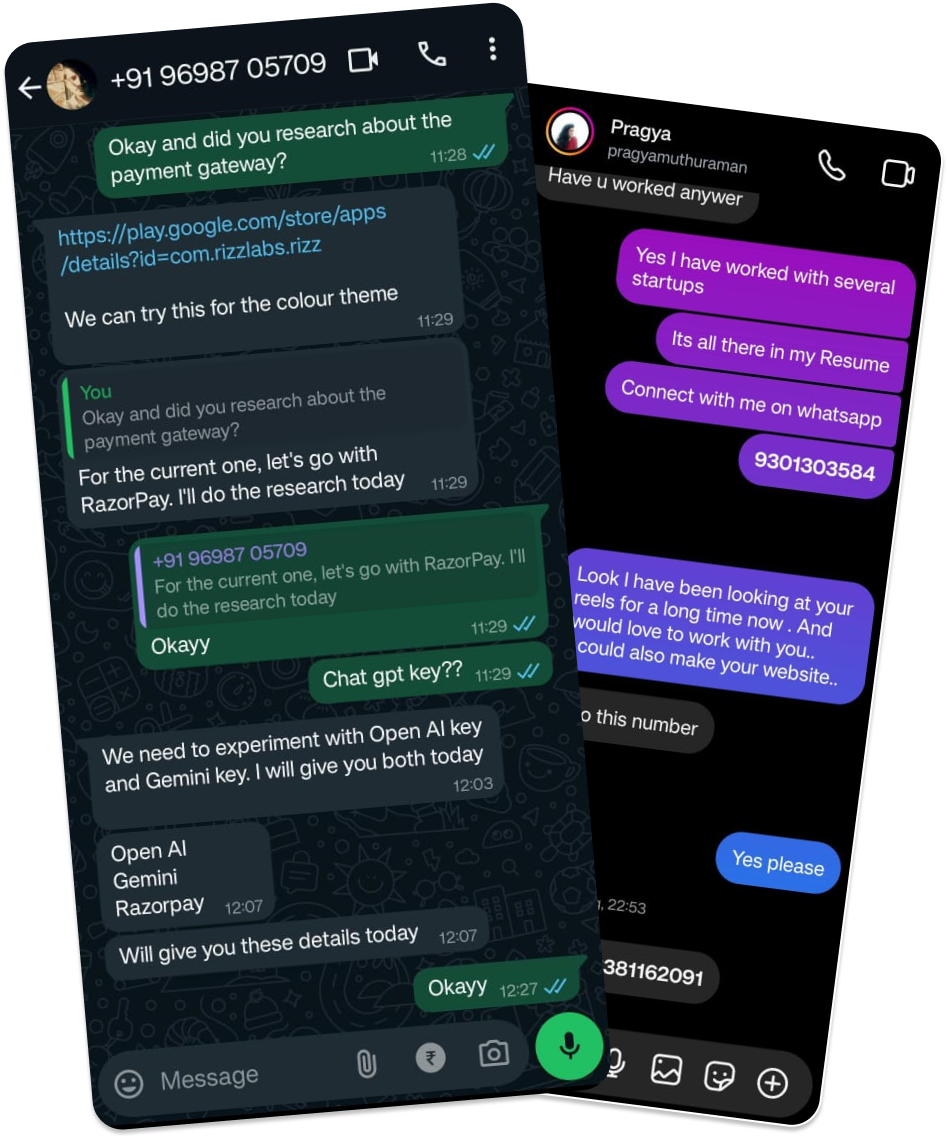 +91 96987 05709
Okay and did you research about the
payment gateway?
11:28
https://play.google.com/store/apps
/details?id=com.rizzlabs.rizz
We can try this for the colour theme
11:29
You
Okay and did you research about the
payment gateway?
For the current one, let's go with
RazorPay. I'll do the research today
11:29
+91 96987 05709
For the current one, let's go with RazorPay. I'll
do the research today
Okayy
11:29
Chat gpt key??
11:29
We need to experiment with Open AI key
and Gemini key. I will give you both today
12:03
Open AI
Gemini
Razorpay
12:07
Will give you these details today
12:07
Okayy
12:27
Message
Pragya
pragyamuthuraman
Have u worked anywer
Yes I have worked with several
startups
Its all there in my Resume
Connect with me on whatsapp
9301303584
Look I have been looking at your
reels for a long time now . And
would love to work with you..
could also make your website..
o this number
Yes please
, 22:53
381162091